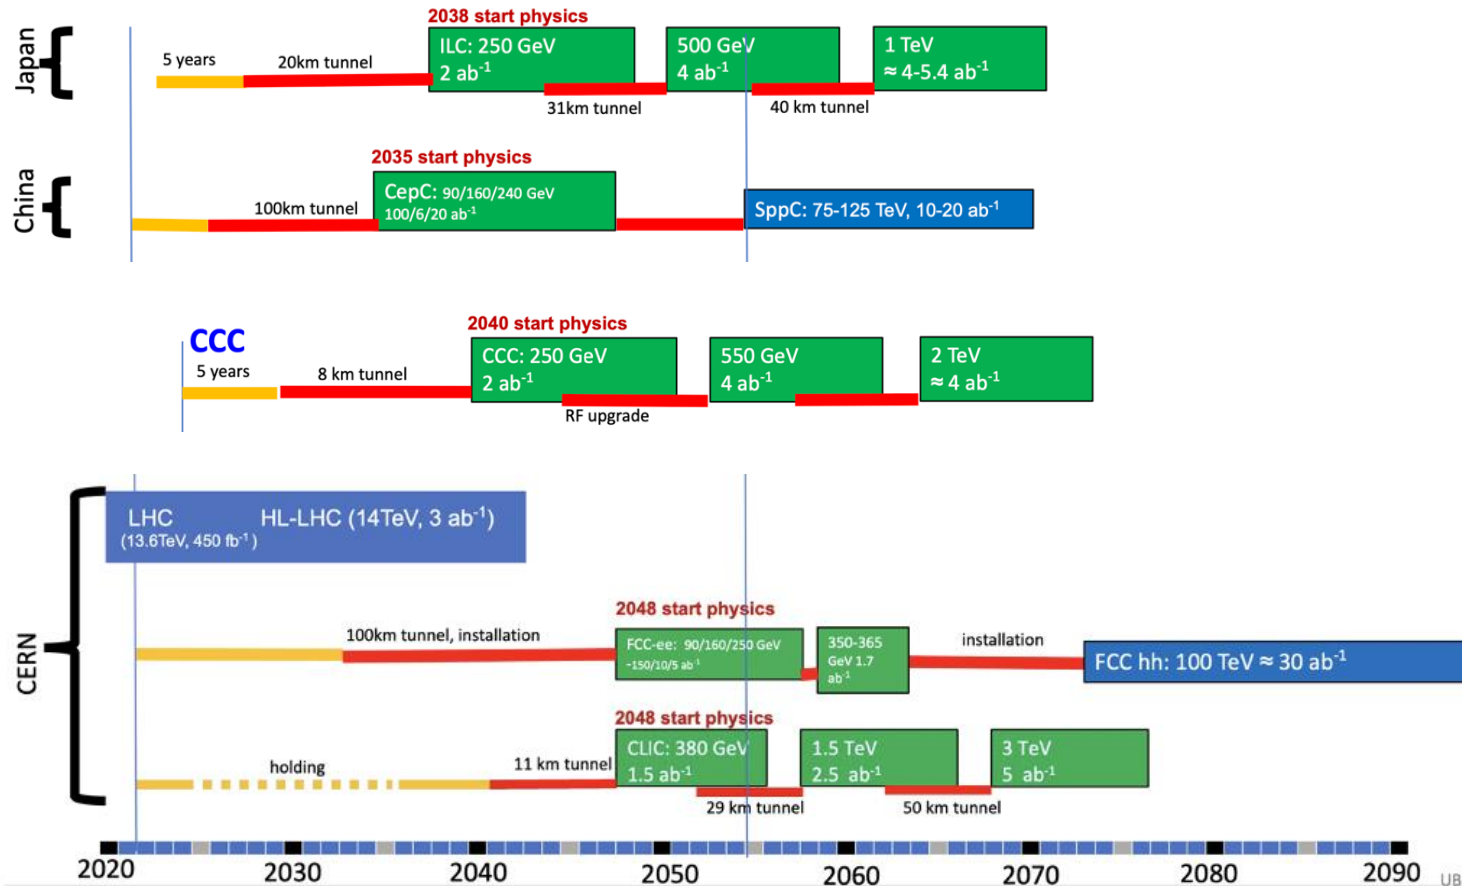 Japan
2038 start physics
5 years
20km tunnel
ILC: 250 GeV
2 ab⁻¹
500 GeV
4 ab⁻¹
1 TeV
≈ 4-5.4 ab⁻¹
31km tunnel
40 km tunnel
China
2035 start physics
100km tunnel
CepC: 90/160/240 GeV
100/6/20 ab⁻¹
SppC: 75-125 TeV, 10-20 ab⁻¹
CCC
2040 start physics
5 years
8 km tunnel
CCC: 250 GeV
2 ab⁻¹
550 GeV
4 ab⁻¹
2 TeV
≈ 4 ab⁻¹
RF upgrade
CERN
LHC
(13.6TeV, 450 fb⁻¹)
HL-LHC (14TeV, 3 ab⁻¹)
2048 start physics
100km tunnel, installation
FCC-ee: 90/160/250 GeV
~150/10/5 ab⁻¹
350-365
GeV 1.7
ab⁻¹
installation
FCC hh: 100 TeV ≈ 30 ab⁻¹
2048 start physics
holding
11 km tunnel
CLIC: 380 GeV
1.5 ab⁻¹
1.5 TeV
2.5 ab⁻¹
3 TeV
5 ab⁻¹
29 km tunnel
50 km tunnel
2020 2030 2040 2050 2060 2070 2080 2090
UB